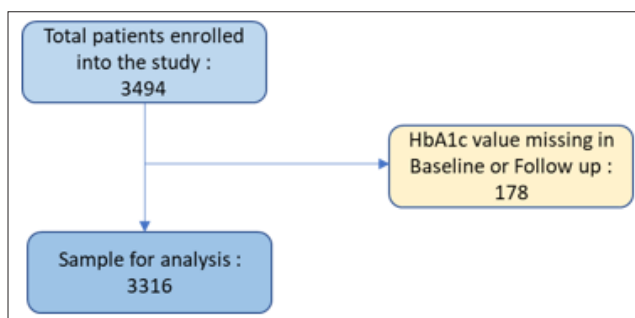 Total patients enrolled
into the study :
3494
HbA1c value missing in
Baseline or Follow up :
178
Sample for analysis :
3316